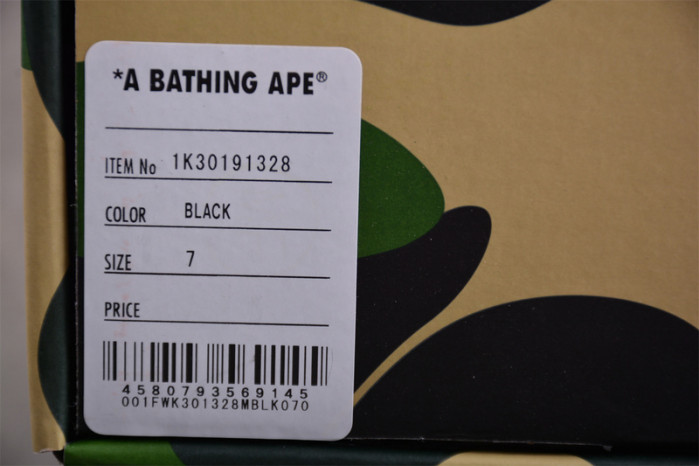 *A BATHING APE®
ITEM No 1K30191328
COLOR BLACK
SIZE 7
PRICE
4580793569145
001FWK301328MBLK070